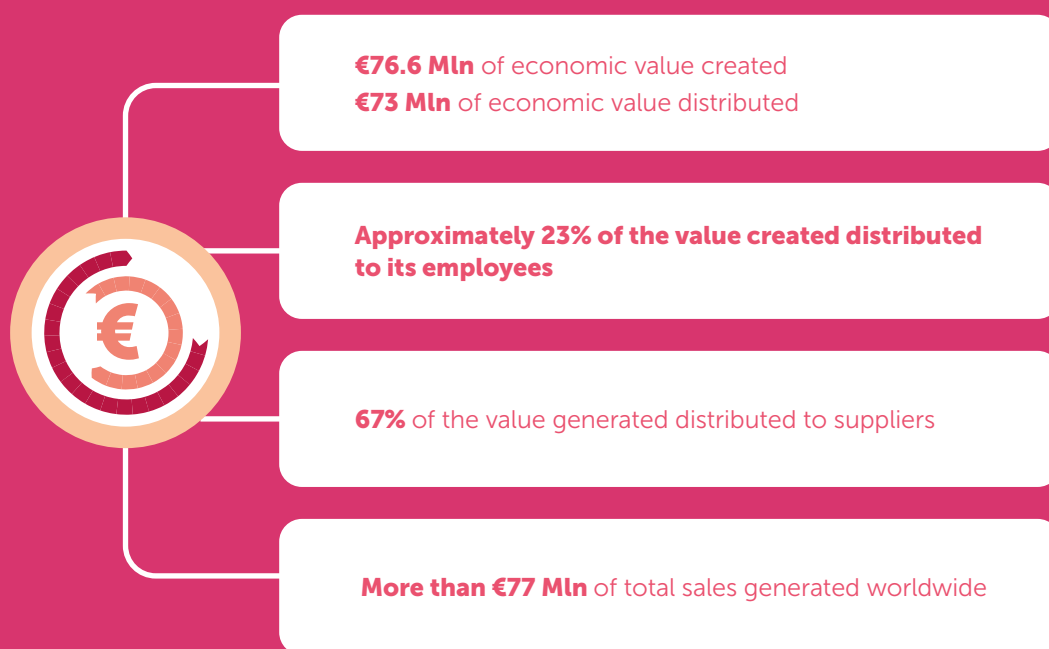 €76.6 Mln of economic value created
€73 Mln of economic value distributed
Approximately 23% of the value created distributed
to its employees
67% of the value generated distributed to suppliers
More than €77 Mln of total sales generated worldwide
€